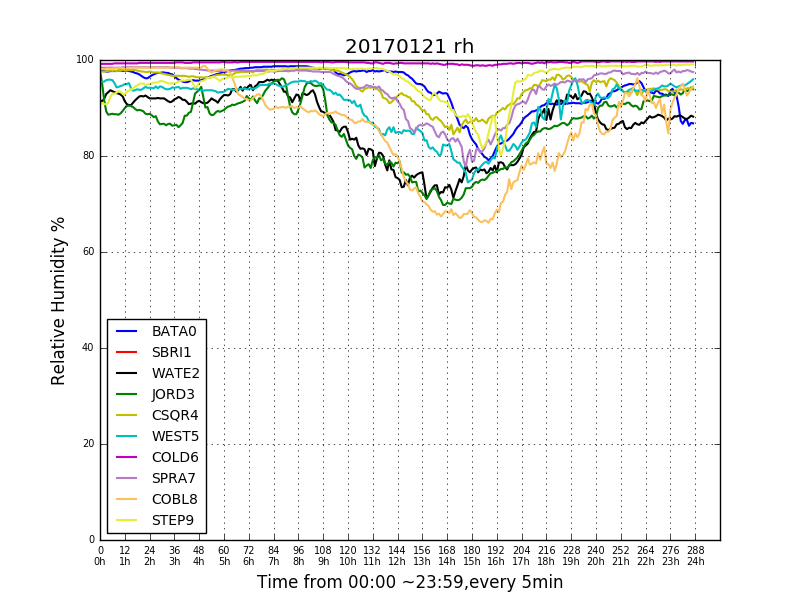 20170121 rh
Relative Humidity %
100
80
60
40
20
0
BATA0
SBRI1
WATE2
JORD3
CSQR4
WEST5
COLD6
SPRA7
COBL8
STEP9
0 12 24 36 48 60 72 84 96 108 120 132 144 156 168 180 192 204 216 228 240 252 264 276 288
0h 1h 2h 3h 4h 5h 6h 7h 8h 9h 10h 11h 12h 13h 14h 15h 16h 17h 18h 19h 20h 21h 22h 23h 24h
Time from 00:00 ~23:59,every 5min